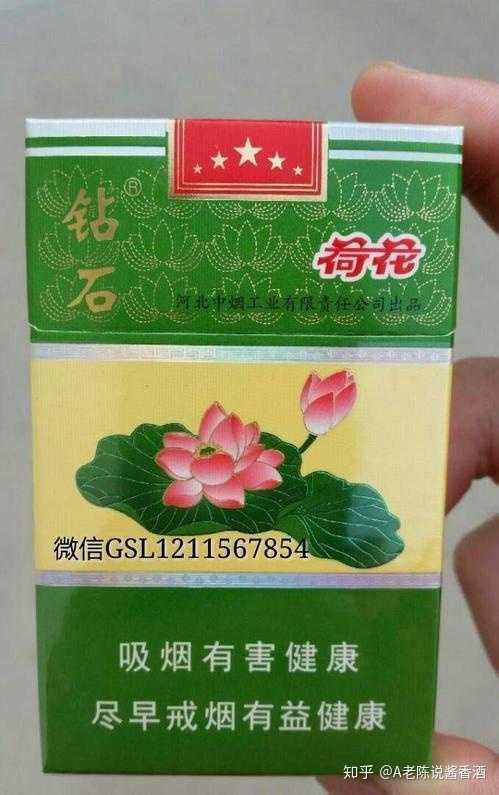 钻石®
荷花
河北中烟工业有限责任公司出品
微信GSL1211567854
吸烟有害健康
尽早戒烟有益健康
知乎 @A老陈说酱香酒